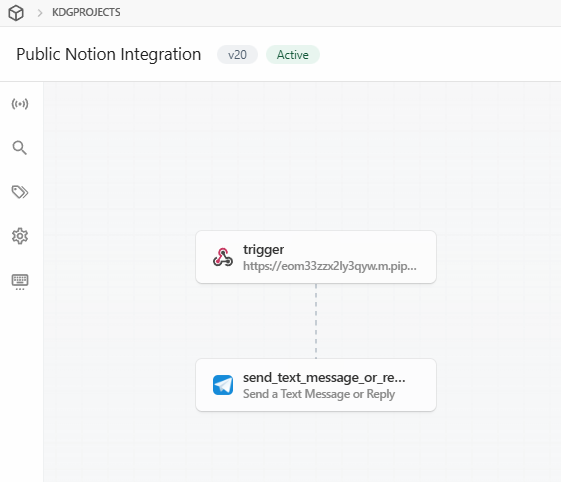 KDGPROJECTS
Public Notion Integration v20 Active
trigger
https://eom33zzx2ly3qyw.m.pip...
send_text_message_or_re...
Send a Text Message or Reply